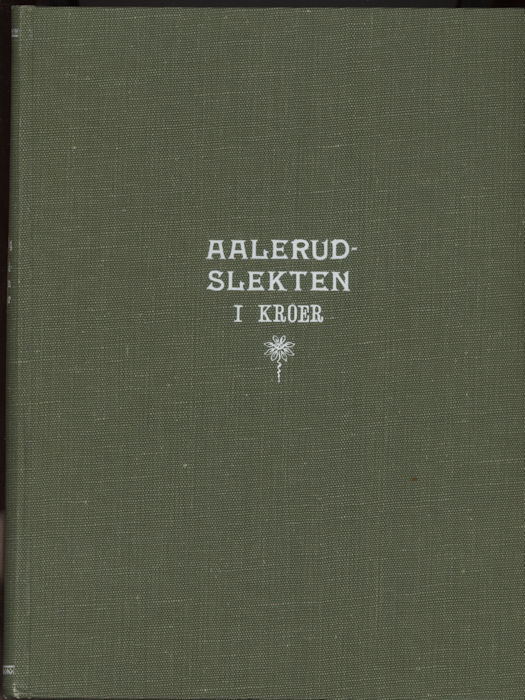 AALERUD-
SLEKTEN
I KROER